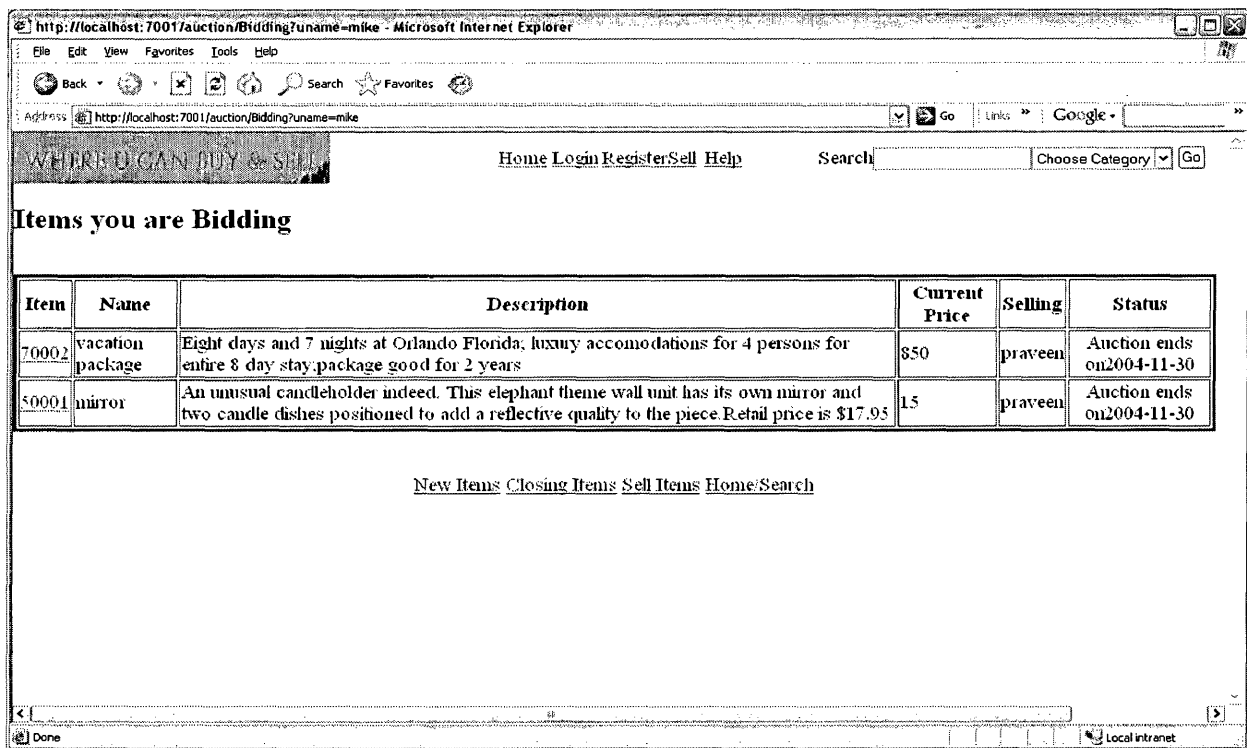 http://localhost:7001/auction/Bidding?uname=mike - Microsoft Internet Explorer
File Edit View Favorites Tools Help
Back Search Favorites
Address http://localhost:7001/auction/Bidding?uname=mike Go Links » Google »
WHERE U CAN BUY & SELL Home Login RegisterSell Help Search Choose Category Go
Items you are Bidding
Item Name Description Current Price Selling Status
70002 vacation package Eight days and 7 nights at Orlando Florida; luxury accomodations for 4 persons for
entire 8 day stay;package good for 2 years 850 praveen Auction ends on2004-11-30
50001 mirror An unusual candleholder indeed. This elephant theme wall unit has its own mirror and
two candle dishes positioned to add a reflective quality to the piece.Retail price is $17.95 15 praveen Auction ends on2004-11-30
New Items Closing Items Sell Items Home/Search
Done Local intranet